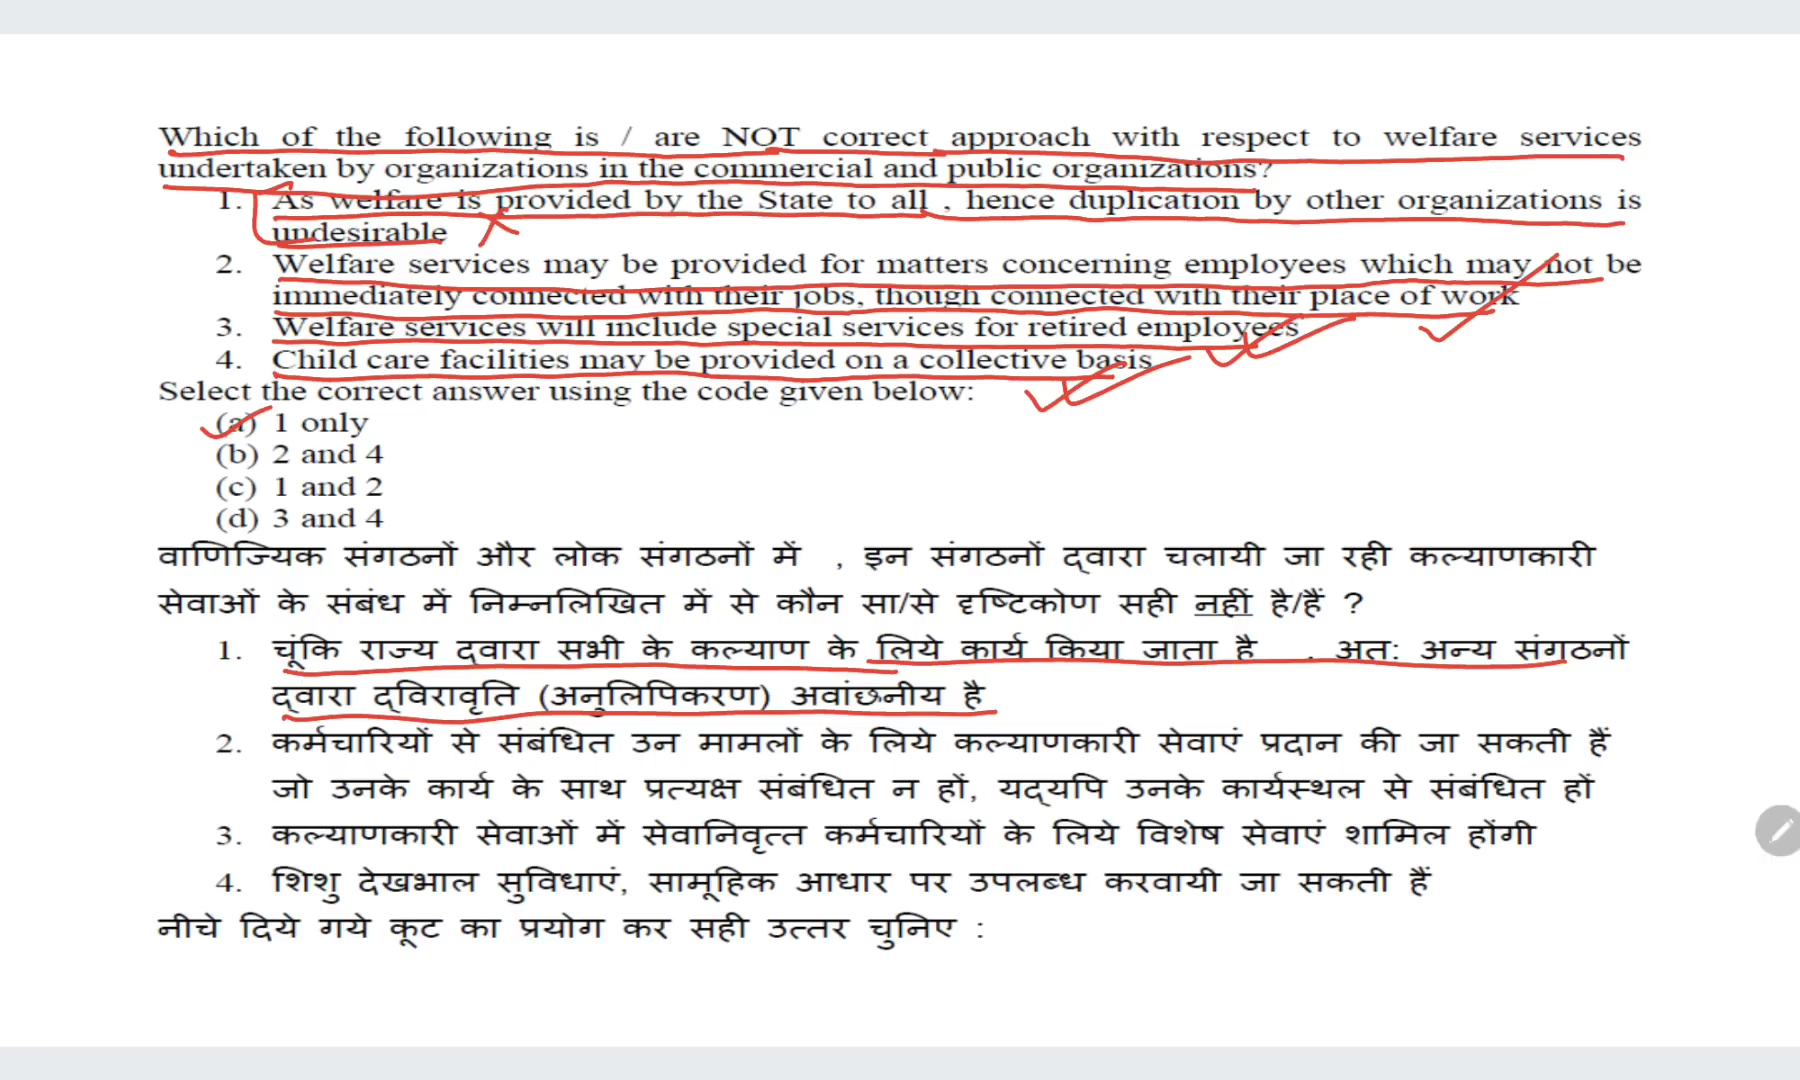 Which of the following is / are NOT correct approach with respect to welfare services
undertaken by organizations in the commercial and public organizations?
1. As welfare is provided by the State to all , hence duplication by other organizations is
undesirable
2. Welfare services may be provided for matters concerning employees which may not be
immediately connected with their jobs, though connected with their place of work
3. Welfare services will include special services for retired employees
4. Child care facilities may be provided on a collective basis
Select the correct answer using the code given below:
(a) 1 only
(b) 2 and 4
(c) 1 and 2
(d) 3 and 4
वाणिज्यिक संगठनों और लोक संगठनों में , इन संगठनों द्वारा चलायी जा रही कल्याणकारी
सेवाओं के संबंध में निम्नलिखित में से कौन सा/से दृष्टिकोण सही नहीं है/हैं ?
1. चूंकि राज्य द्वारा सभी के कल्याण के लिये कार्य किया जाता है , अतः अन्य संगठनों
द्वारा द्विरावृति (अनुलिपिकरण) अवांछनीय है
2. कर्मचारियों से संबंधित उन मामलों के लिये कल्याणकारी सेवाएं प्रदान की जा सकती हैं
जो उनके कार्य के साथ प्रत्यक्ष संबंधित न हों, यद्यपि उनके कार्यस्थल से संबंधित हों
3. कल्याणकारी सेवाओं में सेवानिवृत्त कर्मचारियों के लिये विशेष सेवाएं शामिल होंगी
4. शिशु देखभाल सुविधाएं, सामूहिक आधार पर उपलब्ध करवायी जा सकती हैं
नीचे दिये गये कूट का प्रयोग कर सही उत्तर चुनिए :